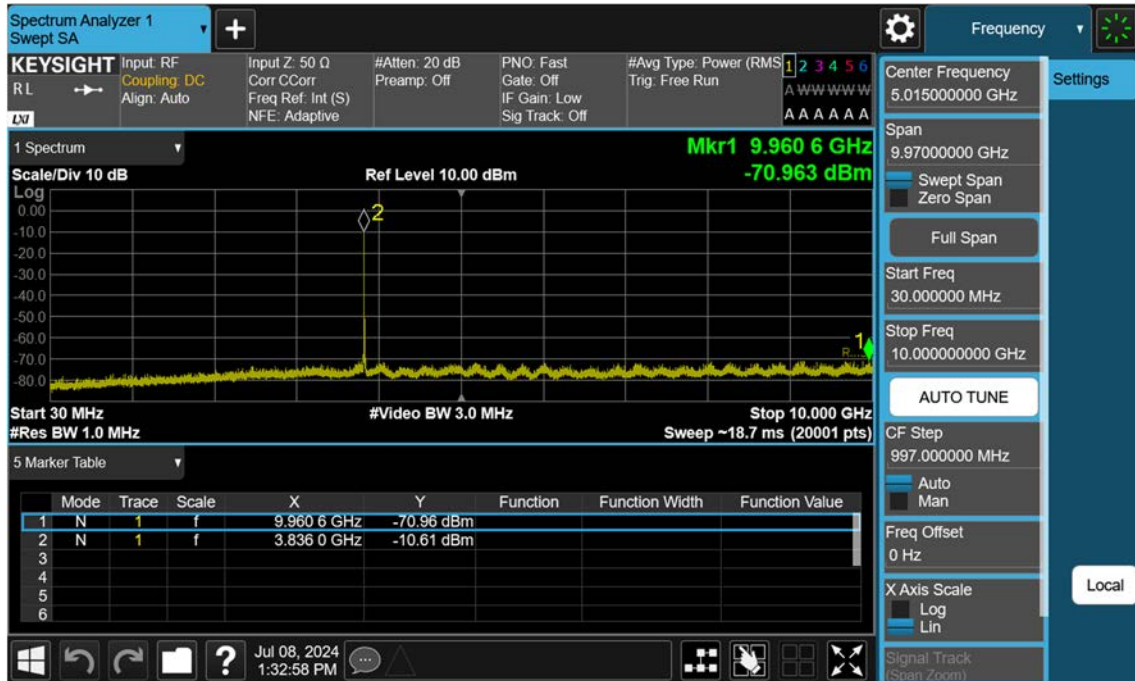 Spectrum Analyzer 1
Swept SA
+
Frequency
KEYSIGHT
RL
LXI
Input: RF
Coupling: DC
Align: Auto
Input Z: 50 Ω
Corr CCorr
Freq Ref: Int (S)
NFE: Adaptive
#Atten: 20 dB
Preamp: Off
PNO: Fast
Gate: Off
IF Gain: Low
Sig Track: Off
#Avg Type: Power (RMS
Trig: Free Run
1 2 3 4 5 6
A W W W W W
A A A A A A
1 Spectrum
Scale/Div 10 dB
Ref Level 10.00 dBm
Mkr1 9.960 6 GHz
-70.963 dBm
Log
0.00
-10.0
-20.0
-30.0
-40.0
-50.0
-60.0
-70.0
-80.0
2
1
R....
Start 30 MHz
#Video BW 3.0 MHz
Stop 10.000 GHz
#Res BW 1.0 MHz
Sweep ~18.7 ms (20001 pts)
5 Marker Table
Mode Trace Scale X Y Function Function Width Function Value
1 N 1 f 9.960 6 GHz -70.96 dBm
2 N 1 f 3.836 0 GHz -10.61 dBm
3
4
5
6
Jul 08, 2024
1:32:58 PM
?
Center Frequency
5.015000000 GHz
Span
9.97000000 GHz
Swept Span
Zero Span
Full Span
Start Freq
30.000000 MHz
Stop Freq
10.000000000 GHz
AUTO TUNE
CF Step
997.000000 MHz
Auto
Man
Freq Offset
0 Hz
X Axis Scale
Log
Lin
Signal Track
(Span Zoom)
Settings
Local